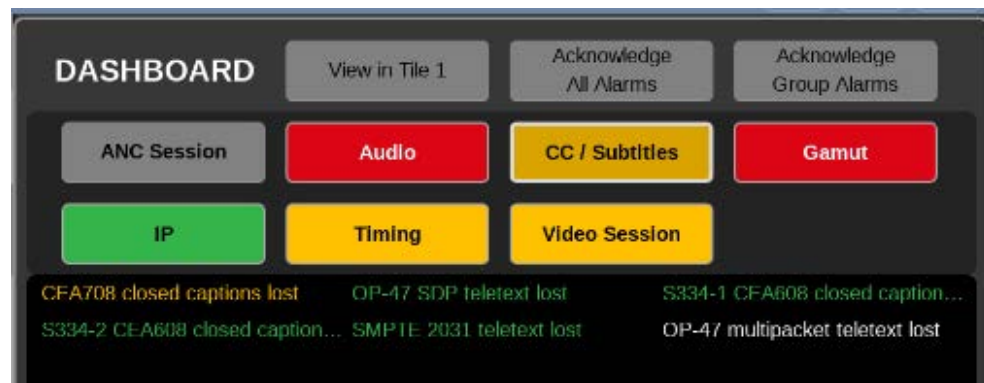 DASHBOARD
View in Tile 1
Acknowledge
All Alarms
Acknowledge
Group Alarms
ANC Session
Audio
CC / Subtitles
Gamut
IP
Timing
Video Session
CEA708 closed captions lost
OP-47 SDP teletext lost
S334-1 CEA608 closed caption...
S334-2 CEA608 closed caption...
SMPTE 2031 teletext lost
OP-47 multipacket teletext lost